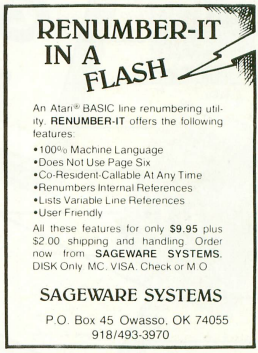 RENUMBER-IT
IN A
FLASH
An Atari® BASIC line renumbering util-
ity. RENUMBER-IT offers the following
features:
•100% Machine Language
•Does Not Use Page Six
•Co-Resident-Callable At Any Time
•Renumbers Internal References
•Lists Variable Line References
•User Friendly
All these features for only $9.95 plus
$2.00 shipping and handling. Order
now from SAGEWARE SYSTEMS.
DISK Only. MC, VISA, Check or M O
SAGEWARE SYSTEMS
P.O. Box 45 Owasso, OK 74055
918/493-3970